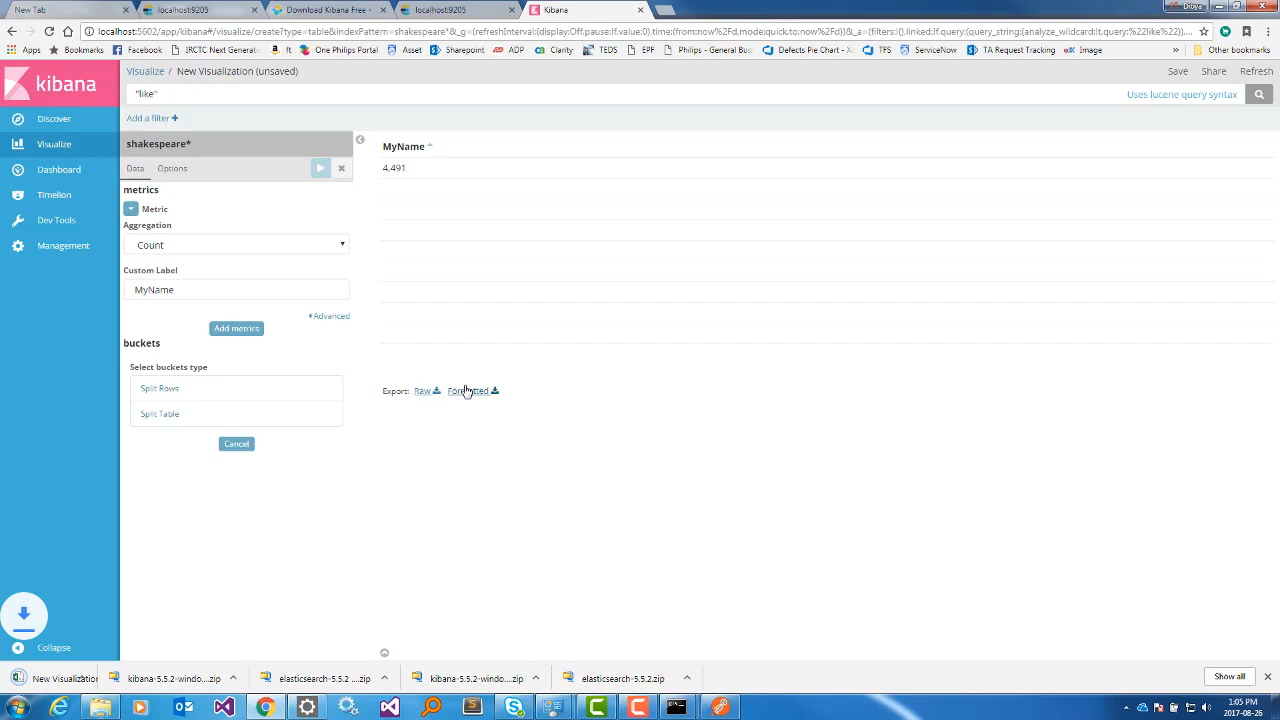 Dibya
New Tab
localhost:9205
Download Kibana Free -
localhost:9205
Kibana
Apps
Bookmarks
Facebook
IRCTC Next Generat
One Philips Portal
Asset
Sharepoint
ADP
Clarity
TEDS
EPF
Philips - General Bus
Defects Pie Chart - D
TFS
ServiceNow
TA Request Tracking
Image
»
Other bookmarks
kibana
Visualize / New Visualization (unsaved)
Save Share Refresh
"like"
Uses lucene query syntax
Add a filter +
Discover
Visualize
Dashboard
Timelion
Dev Tools
Management
Collapse
shakespeare*
Data Options
metrics
Metric
Aggregation
Count
Custom Label
MyName
Advanced
Add metrics
buckets
Select buckets type
Split Rows
Split Table
Cancel
MyName
4,491
Export: Raw Formatted
New Visualization
kibana-5.5.2-window....zip
elasticsearch-5.5.2 ....zip
kibana-5.5.2-windo....zip
elasticsearch-5.5.2.zip
Show all
1:05 PM
2017-08-26